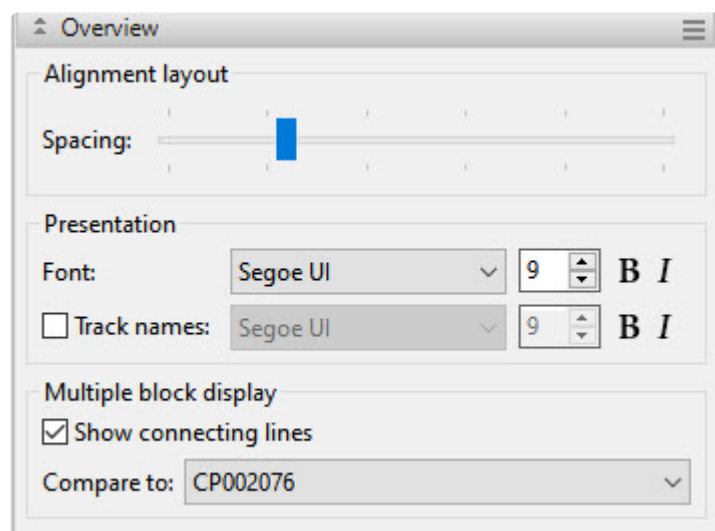 Overview
Alignment layout
Spacing:
Presentation
Font: Segoe UI 9 B I
Track names: Segoe UI 9 B I
Multiple block display
Show connecting lines
Compare to: CP002076